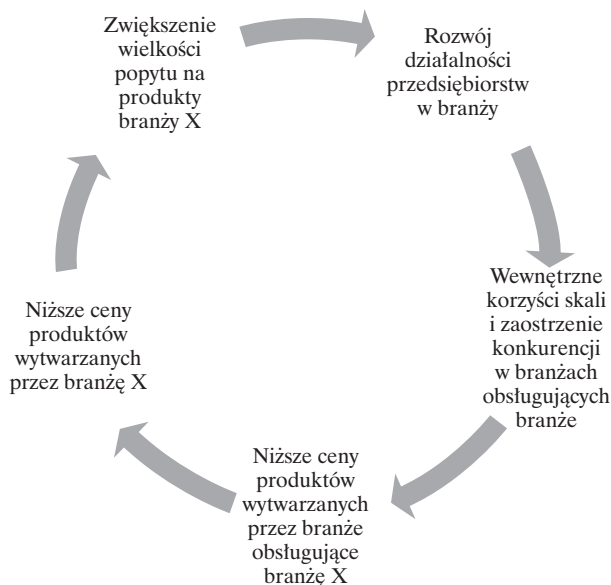 Zwiększenie
wielkości
popytu na
produkty
branży X
Rozwój
działalności
przedsiębiorstw
w branży
Wewnętrzne
korzyści skali
i zaostrzenie
konkurencji
w branżach
obsługujących
branże
Niższe ceny
produktów
wytwarzanych
przez branże
obsługujące
branżę X
Niższe ceny
produktów
wytwarzanych
przez branżę X